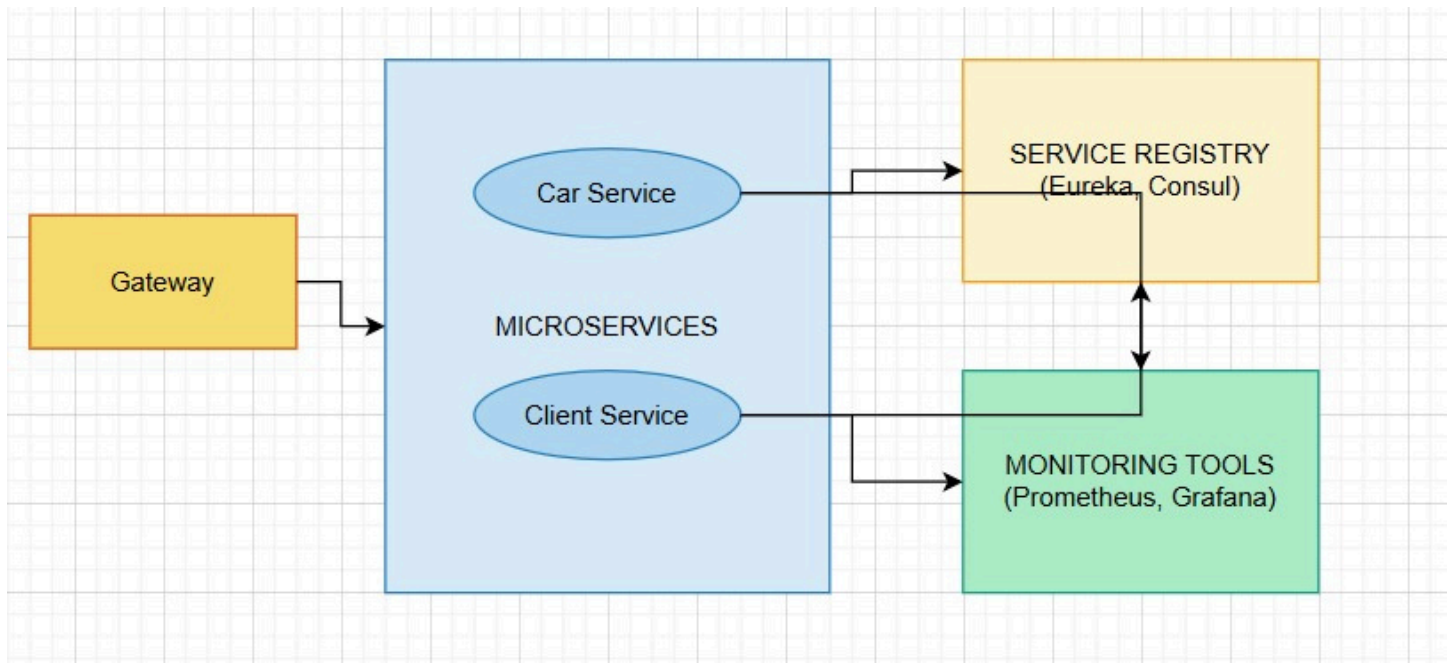 Gateway
Car Service
MICROSERVICES
Client Service
SERVICE REGISTRY
(Eureka, Consul)
MONITORING TOOLS
(Prometheus, Grafana)